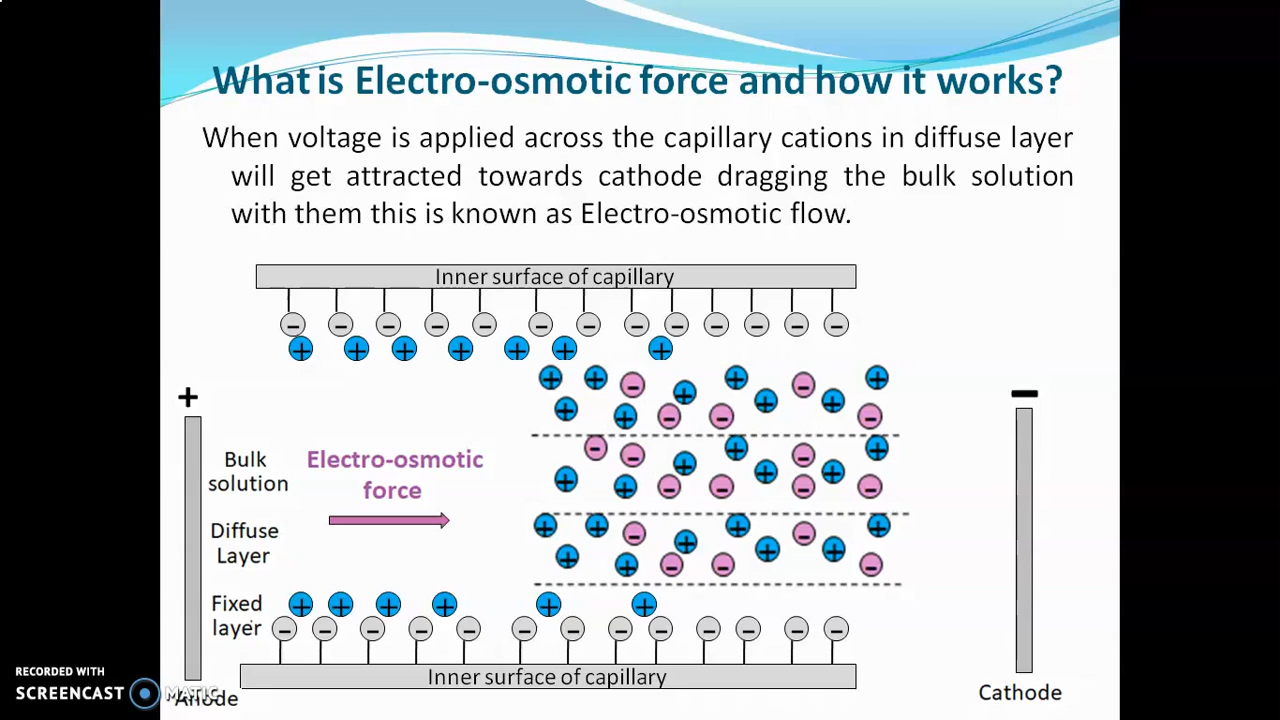 What is Electro-osmotic force and how it works?
When voltage is applied across the capillary cations in diffuse layer
will get attracted towards cathode dragging the bulk solution
with them this is known as Electro-osmotic flow.
Inner surface of capillary
+
−
Bulk
solution
Electro-osmotic
force
Diffuse
Layer
Fixed
layer
Inner surface of capillary
Anode
Cathode
RECORDED WITH
SCREENCAST MATIC